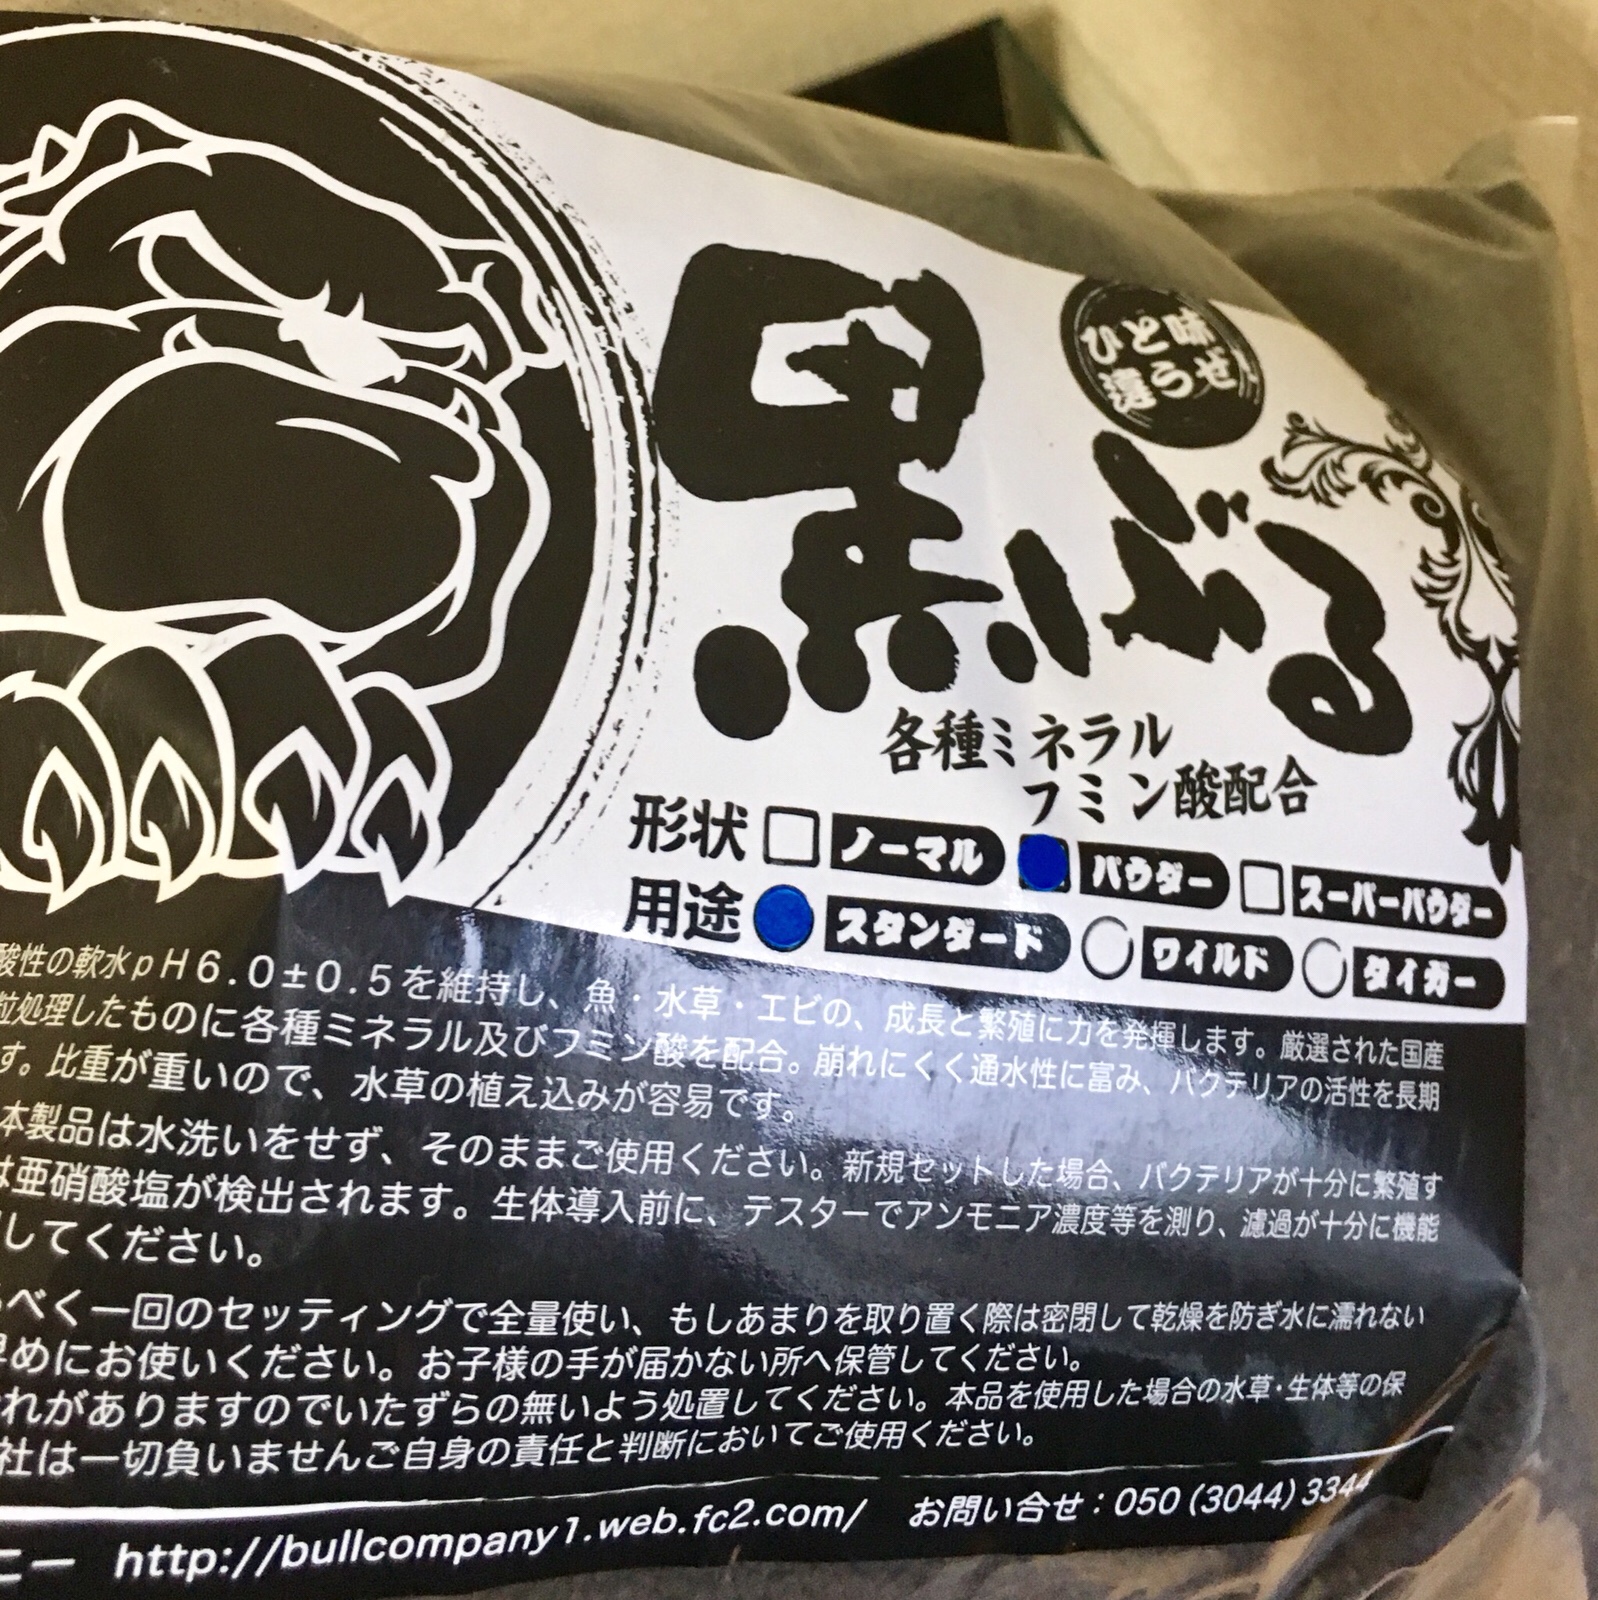 ひと味
違うぜ
黒ぶる
各種ミネラル
フミン酸配合
形状 ノーマル パウダー スーパーパウダー
用途 スタンダード ワイルド タイガー
酸性の軟水pH6.0±0.5を維持し、魚・水草・エビの、成長と繁殖に力を発揮します。厳選された国産
粒処理したものに各種ミネラル及びフミン酸を配合。崩れにくく通水性に富み、バクテリアの活性を長期
す。比重が重いので、水草の植え込みが容易です。
本製品は水洗いをせず、そのままご使用ください。新規セットした場合、バクテリアが十分に繁殖す
は亜硝酸塩が検出されます。生体導入前に、テスターでアンモニア濃度等を測り、濾過が十分に機能
してください。
べく一回のセッティングで全量使い、もしあまりを取り置く際は密閉して乾燥を防ぎ水に濡れない
早めにお使いください。お子様の手が届かない所へ保管してください。
れがありますのでいたずらの無いよう処置してください。本品を使用した場合の水草・生体等の保
社は一切負いませんご自身の責任と判断においてご使用ください。
ニー http://bullcompany1.web.fc2.com/ お問い合せ：050 (3044) 3344